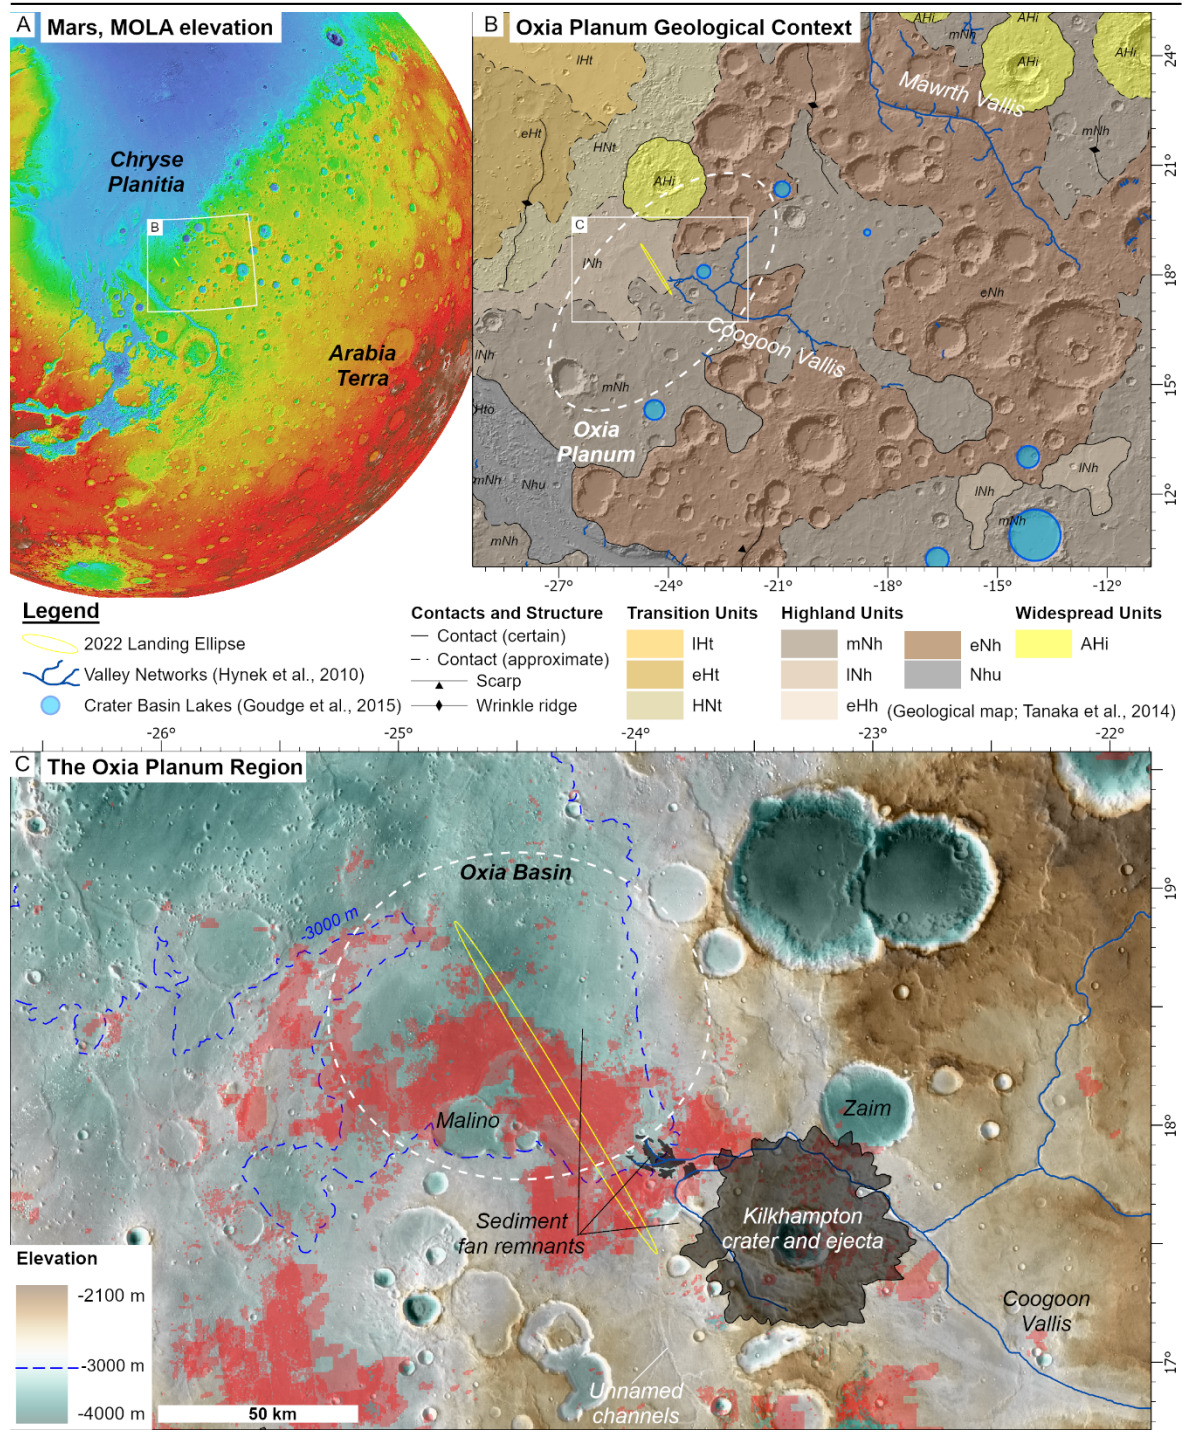 A Mars, MOLA elevation
Chryse
Planitia
B
Arabia
Terra
B Oxia Planum Geological Context
AHi
AHi
mNh
lHt
AHi
AHi
Mawrth Vallis
eHt
HNt
mNh
AHi
C
lNh
eNh
Coogoon Vallis
lNh
mNh
Hto
Oxia
Planum
lNh
mNh
Nhu
lNh
mNh
mNh
24°
21°
18°
15°
12°
-27°
-24°
-21°
-18°
-15°
-12°
Legend
2022 Landing Ellipse
Valley Networks (Hynek et al., 2010)
Crater Basin Lakes (Goudge et al., 2015)
Contacts and Structure
Contact (certain)
Contact (approximate)
Scarp
Wrinkle ridge
Transition Units
lHt
eHt
HNt
Highland Units
mNh
lNh
eHh
eNh
Nhu
(Geological map; Tanaka et al., 2014)
Widespread Units
AHi
-26°
-25°
-24°
-23°
-22°
C The Oxia Planum Region
Oxia Basin
-3000 m
Malino
Zaim
Sediment
fan remnants
Kilkhampton
crater and ejecta
Coogoon
Vallis
Unnamed
channels
19°
18°
17°
Elevation
-2100 m
-3000 m
-4000 m
50 km